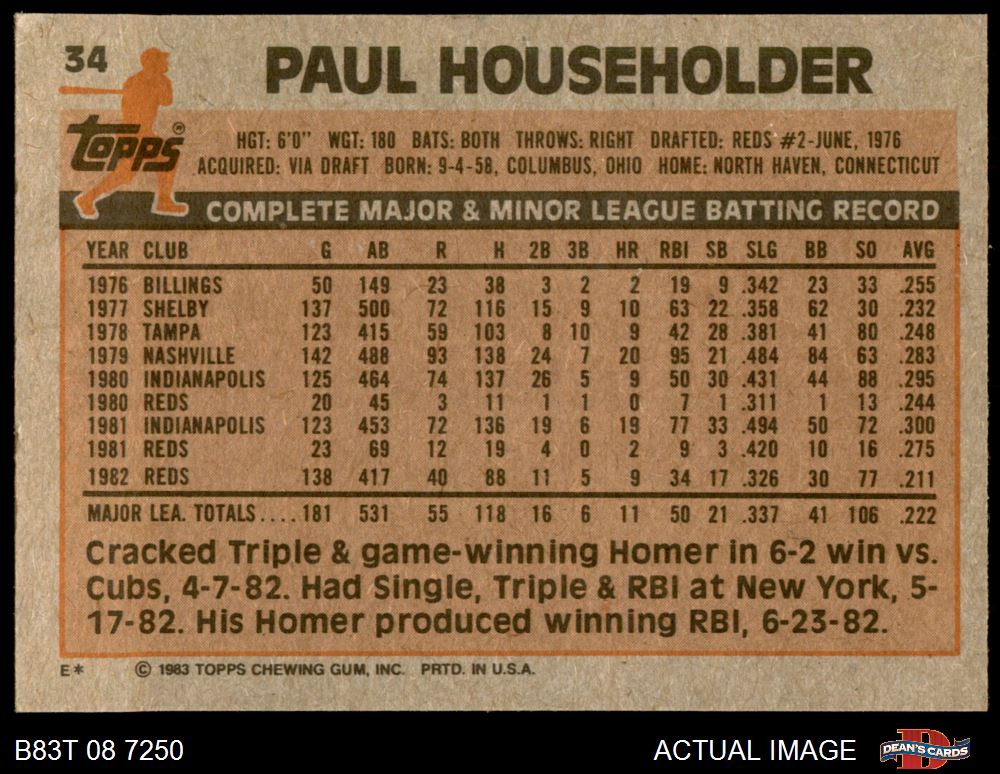 34 PAUL HOUSEHOLDER
Topps®
HGT: 6'0" WGT: 180 BATS: BOTH THROWS: RIGHT DRAFTED: REDS #2-JUNE, 1976
ACQUIRED: VIA DRAFT BORN: 9-4-58, COLUMBUS, OHIO HOME: NORTH HAVEN, CONNECTICUT
COMPLETE MAJOR & MINOR LEAGUE BATTING RECORD
YEAR CLUB G AB R H 2B 3B HR RBI SB SLG BB SO AVG
1976 BILLINGS 50 149 23 38 3 2 2 19 9 .342 23 33 .255
1977 SHELBY 137 500 72 116 15 9 10 63 22 .358 62 30 .232
1978 TAMPA 123 415 59 103 8 10 9 42 28 .381 41 80 .248
1979 NASHVILLE 142 488 93 138 24 7 20 95 21 .484 84 63 .283
1980 INDIANAPOLIS 125 464 74 137 26 5 9 50 30 .431 44 88 .295
1980 REDS 20 45 3 11 1 1 0 7 1 .311 1 13 .244
1981 INDIANAPOLIS 123 453 72 136 19 6 19 77 33 .494 50 72 .300
1981 REDS 23 69 12 19 4 0 2 9 3 .420 10 16 .275
1982 REDS 138 417 40 88 11 5 9 34 17 .326 30 77 .211
MAJOR LEA. TOTALS.... 181 531 55 118 16 6 11 50 21 .337 41 106 .222
Cracked Triple & game-winning Homer in 6-2 win vs.
Cubs, 4-7-82. Had Single, Triple & RBI at New York, 5-
17-82. His Homer produced winning RBI, 6-23-82.
E* © 1983 TOPPS CHEWING GUM, INC. PRTD. IN U.S.A.
B83T 08 7250 ACTUAL IMAGE DEAN'S CARDS